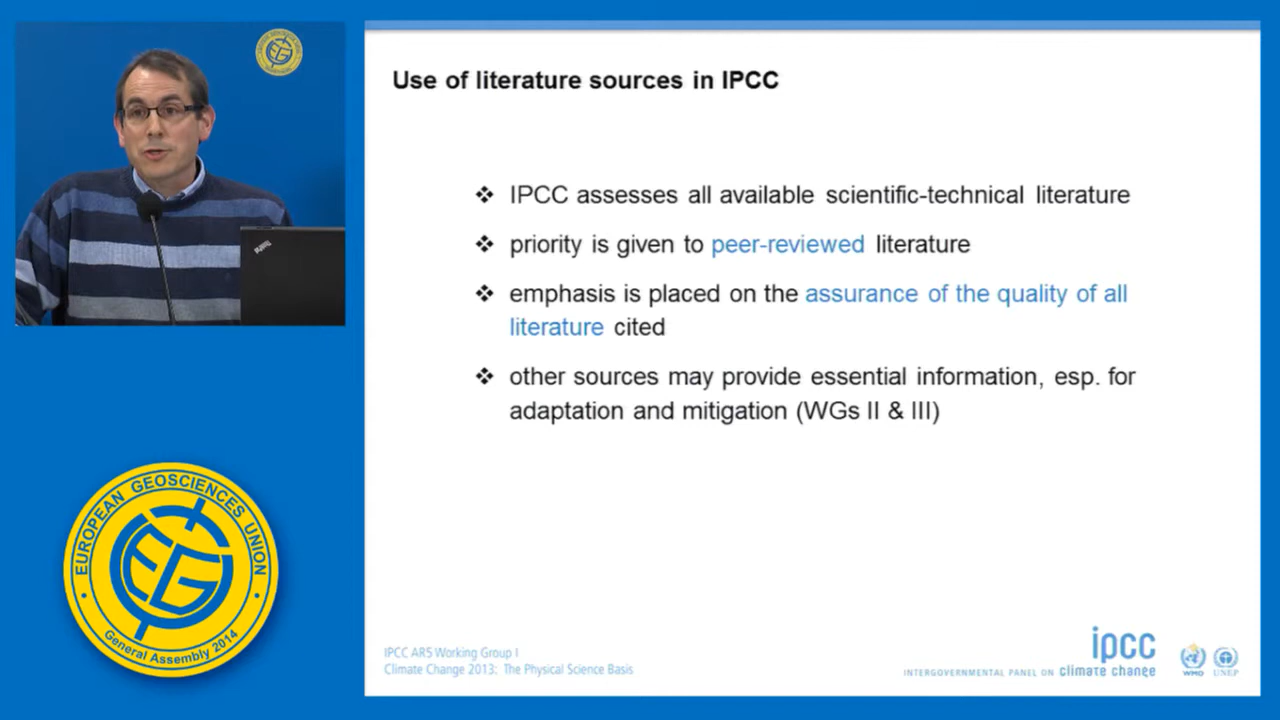 Use of literature sources in IPCC
❖ IPCC assesses all available scientific-technical literature
❖ priority is given to peer-reviewed literature
❖ emphasis is placed on the assurance of the quality of all
literature cited
❖ other sources may provide essential information, esp. for
adaptation and mitigation (WGs II & III)
ThinkPad
EUROPEAN GEOSCIENCES UNION
EGU
General Assembly 2014
IPCC AR5 Working Group I
Climate Change 2013: The Physical Science Basis
ipcc
INTERGOVERNMENTAL PANEL ON climate change
WMO
UNEP